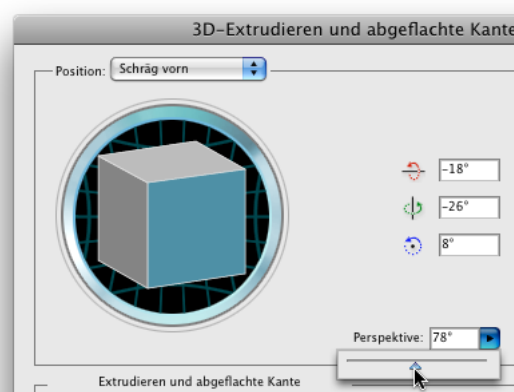 3D-Extrudieren und abgeflachte Kante
Position: Schräg vorn
-18°
-26°
8°
Perspektive: 78°
Extrudieren und abgeflachte Kante